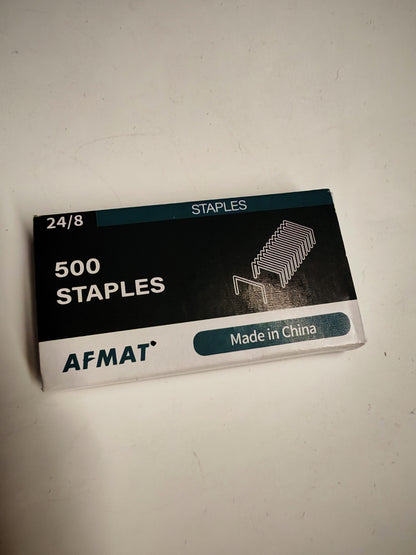 24/8
STAPLES
500
STAPLES
AFMAT
Made in China